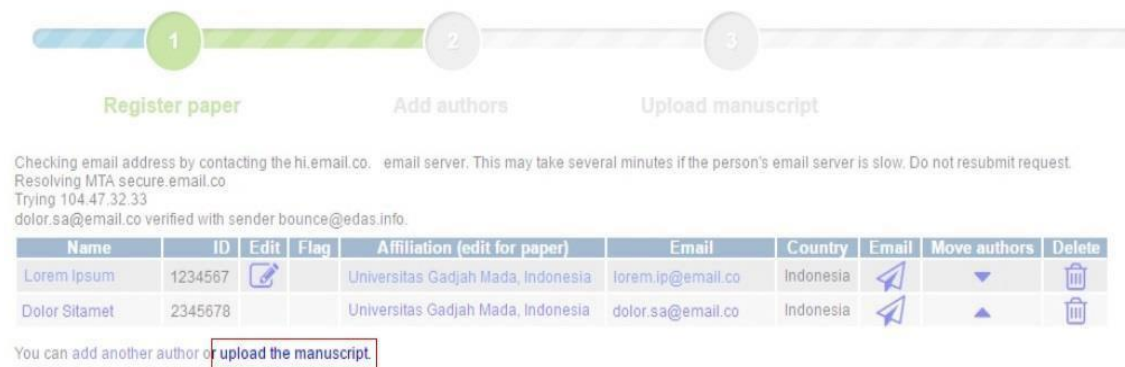 1 2 3
Register paper Add authors Upload manuscript
Checking email address by contacting the hi.email.co. email server. This may take several minutes if the person's email server is slow. Do not resubmit request.
Resolving MTA secure.email.co
Trying 104.47.32.33
dolor.sa@email.co verified with sender bounce@edas.info.
Name ID Edit Flag Affiliation (edit for paper) Email Country Email Move authors Delete
Lorem Ipsum 1234567 Universitas Gadjah Mada, Indonesia lorem.ip@email.co Indonesia
Dolor Sitamet 2345678 Universitas Gadjah Mada, Indonesia dolor.sa@email.co Indonesia
You can add another author or upload the manuscript.